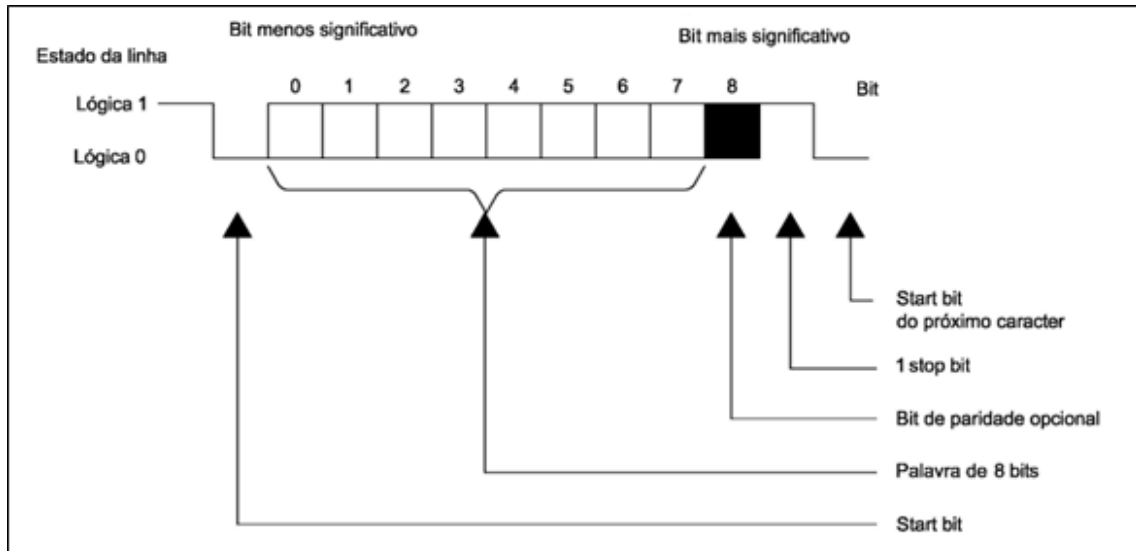 Bit menos significativo
Bit mais significativo
Estado da linha
0 1 2 3 4 5 6 7 8 Bit
Lógica 1
Lógica 0
Start bit
do próximo caracter
1 stop bit
Bit de paridade opcional
Palavra de 8 bits
Start bit